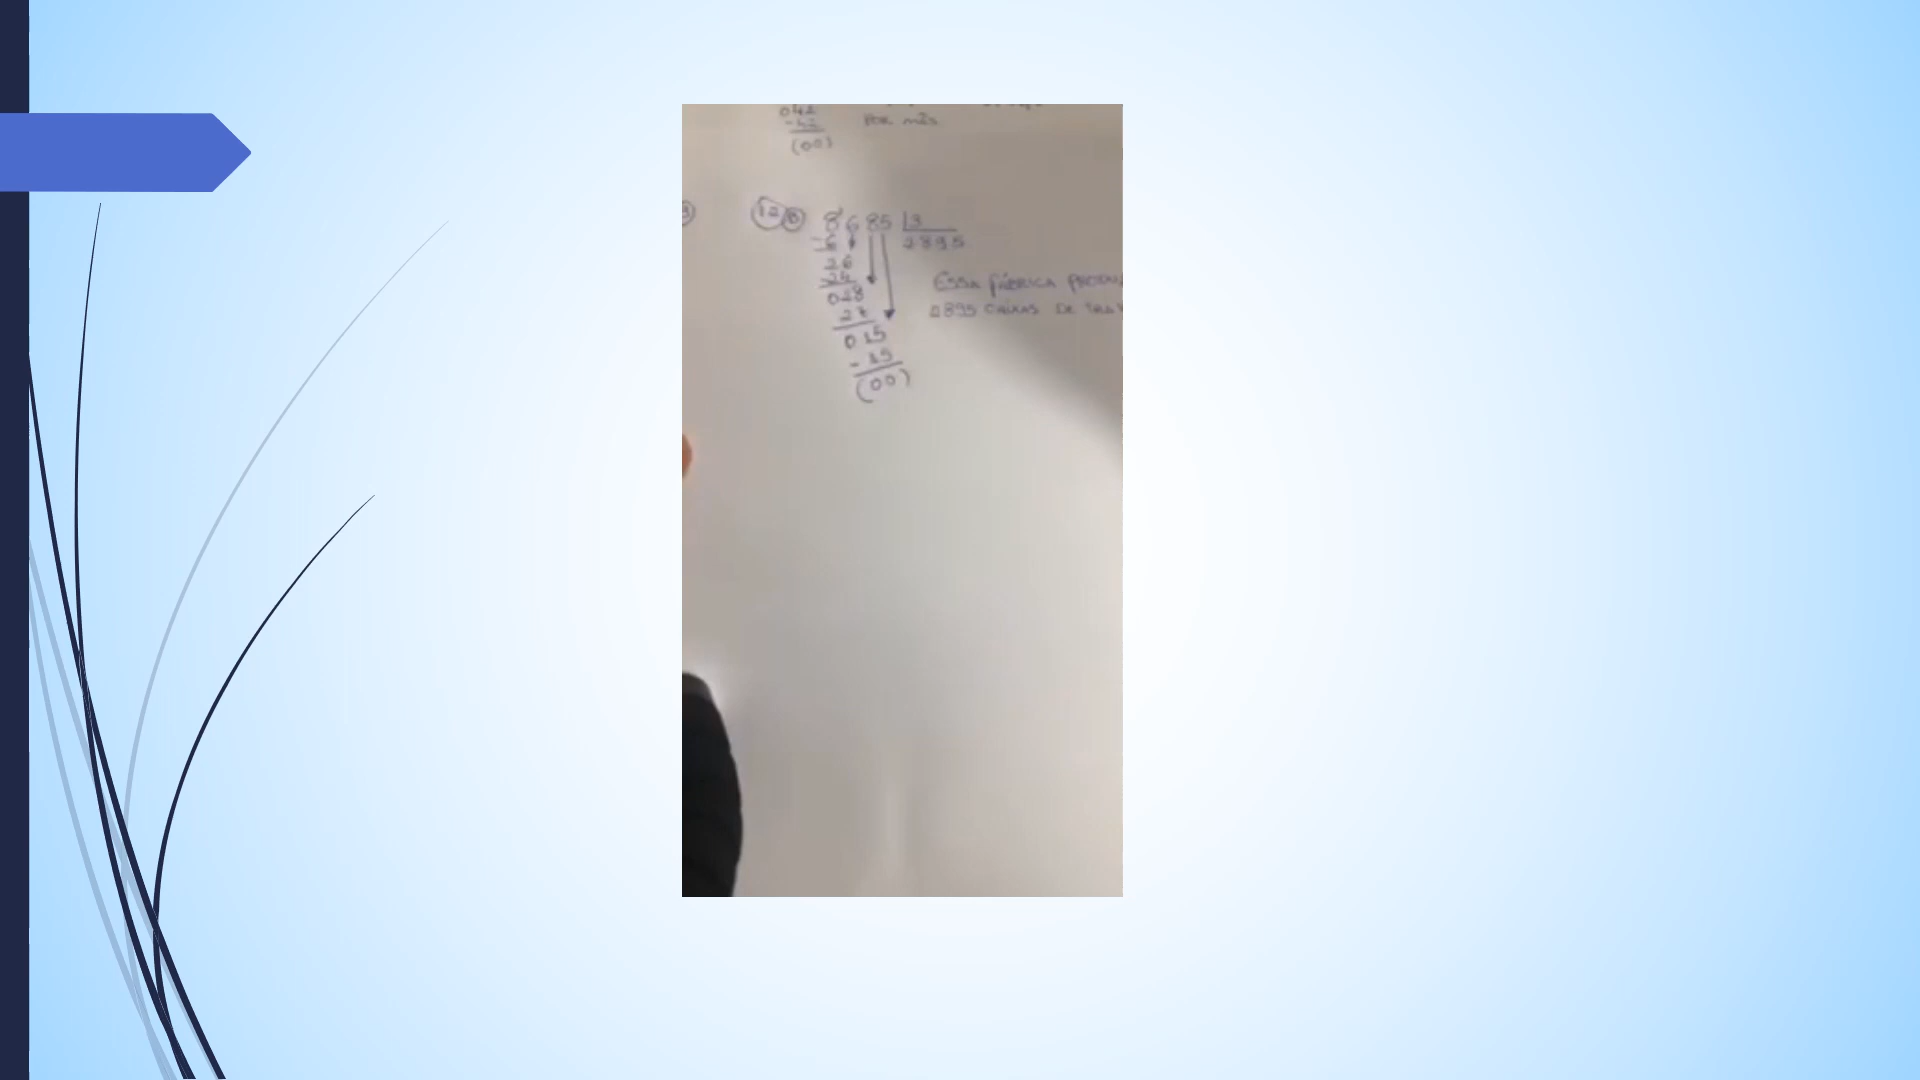 042
-42
(00)
POR MÊS
12 B 8685 |3
-6 2895
26
24
028
27
015
-15
(00)
ESSA FÁBRICA
2895 CAIXAS DE